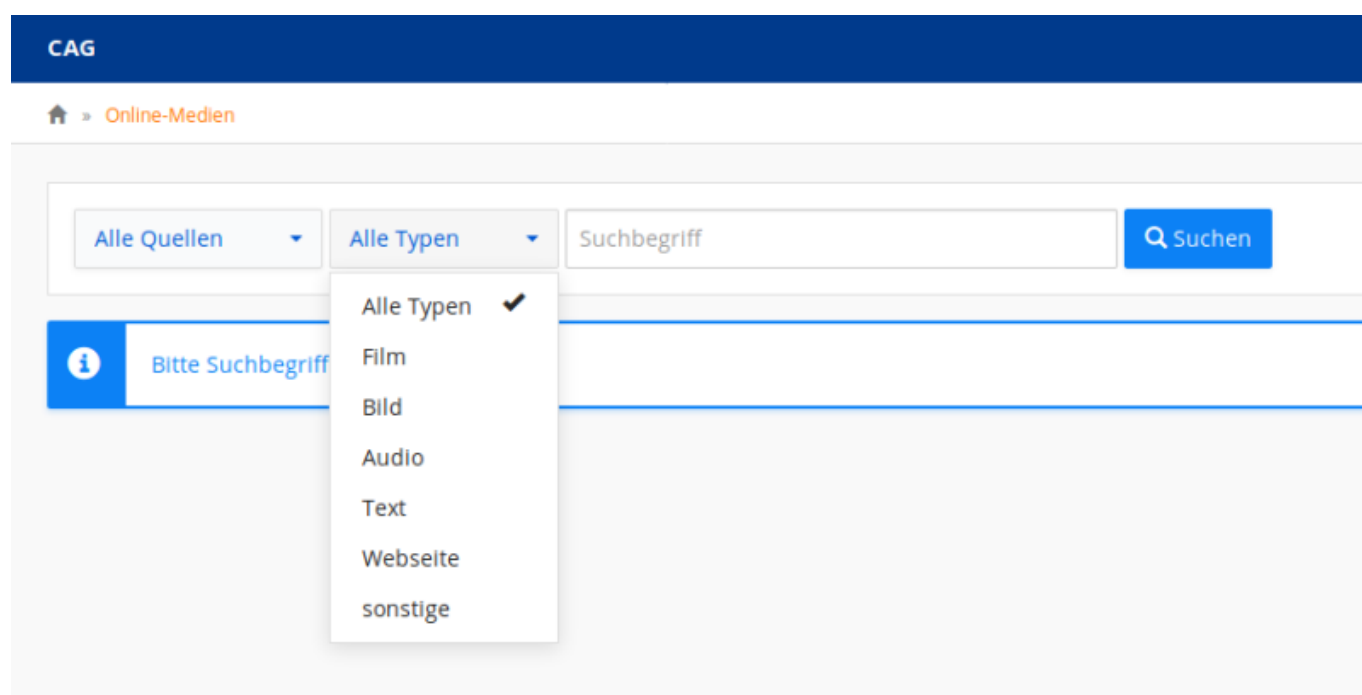 CAG
» Online-Medien
Alle Quellen Alle Typen Suchbegriff Suchen
Alle Typen
Bitte Suchbegriff
Film
Bild
Audio
Text
Webseite
sonstige